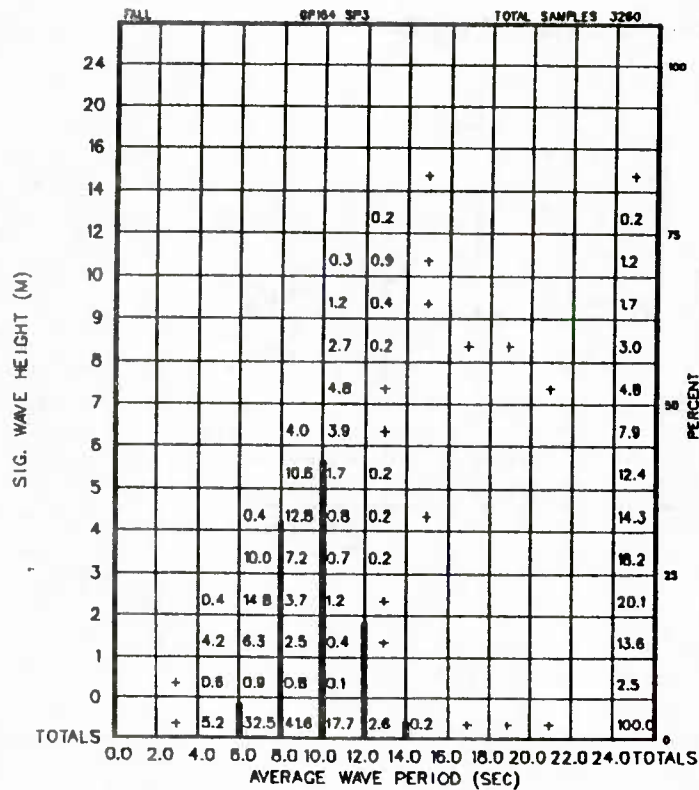 FALL GP164 SP3 TOTAL SAMPLES 3260
24 100
20
16
+ +
14
0.2 0.2
12 75
0.3 0.9 + 1.2
10
1.2 0.4 + 1.7
9
2.7 0.2 + + 3.0
8
4.8 + + 4.8
7 50
4.0 3.9 + 7.9
6
10.6 1.7 0.2 12.4
5
0.4 12.8 0.8 0.2 + 14.3
4
10.0 7.2 0.7 0.2 18.2
3 25
0.4 14.8 3.7 1.2 + 20.1
2
4.2 6.3 2.5 0.4 + 13.6
1
+ 0.6 0.9 0.8 0.1 2.5
0
+ 5.2 32.5 41.6 17.7 2.6 0.2 + + + 100.0
TOTALS 0
0.0 2.0 4.0 6.0 8.0 10.0 12.0 14.0 16.0 18.0 20.0 22.0 24.0 TOTALS
AVERAGE WAVE PERIOD (SEC)
SIG. WAVE HEIGHT (M)
PERCENT